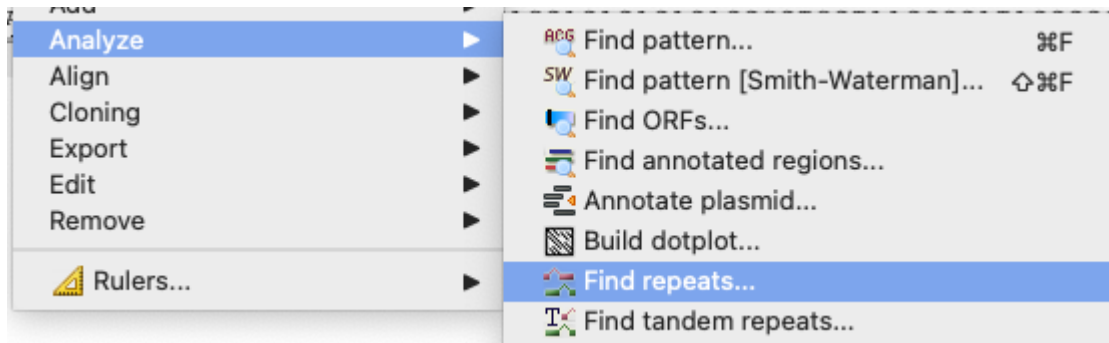 Add
Analyze
Align
Cloning
Export
Edit
Remove
Rulers...
Find pattern... ⌘F
Find pattern [Smith-Waterman]... ⇧⌘F
Find ORFs...
Find annotated regions...
Annotate plasmid...
Build dotplot...
Find repeats...
Find tandem repeats...